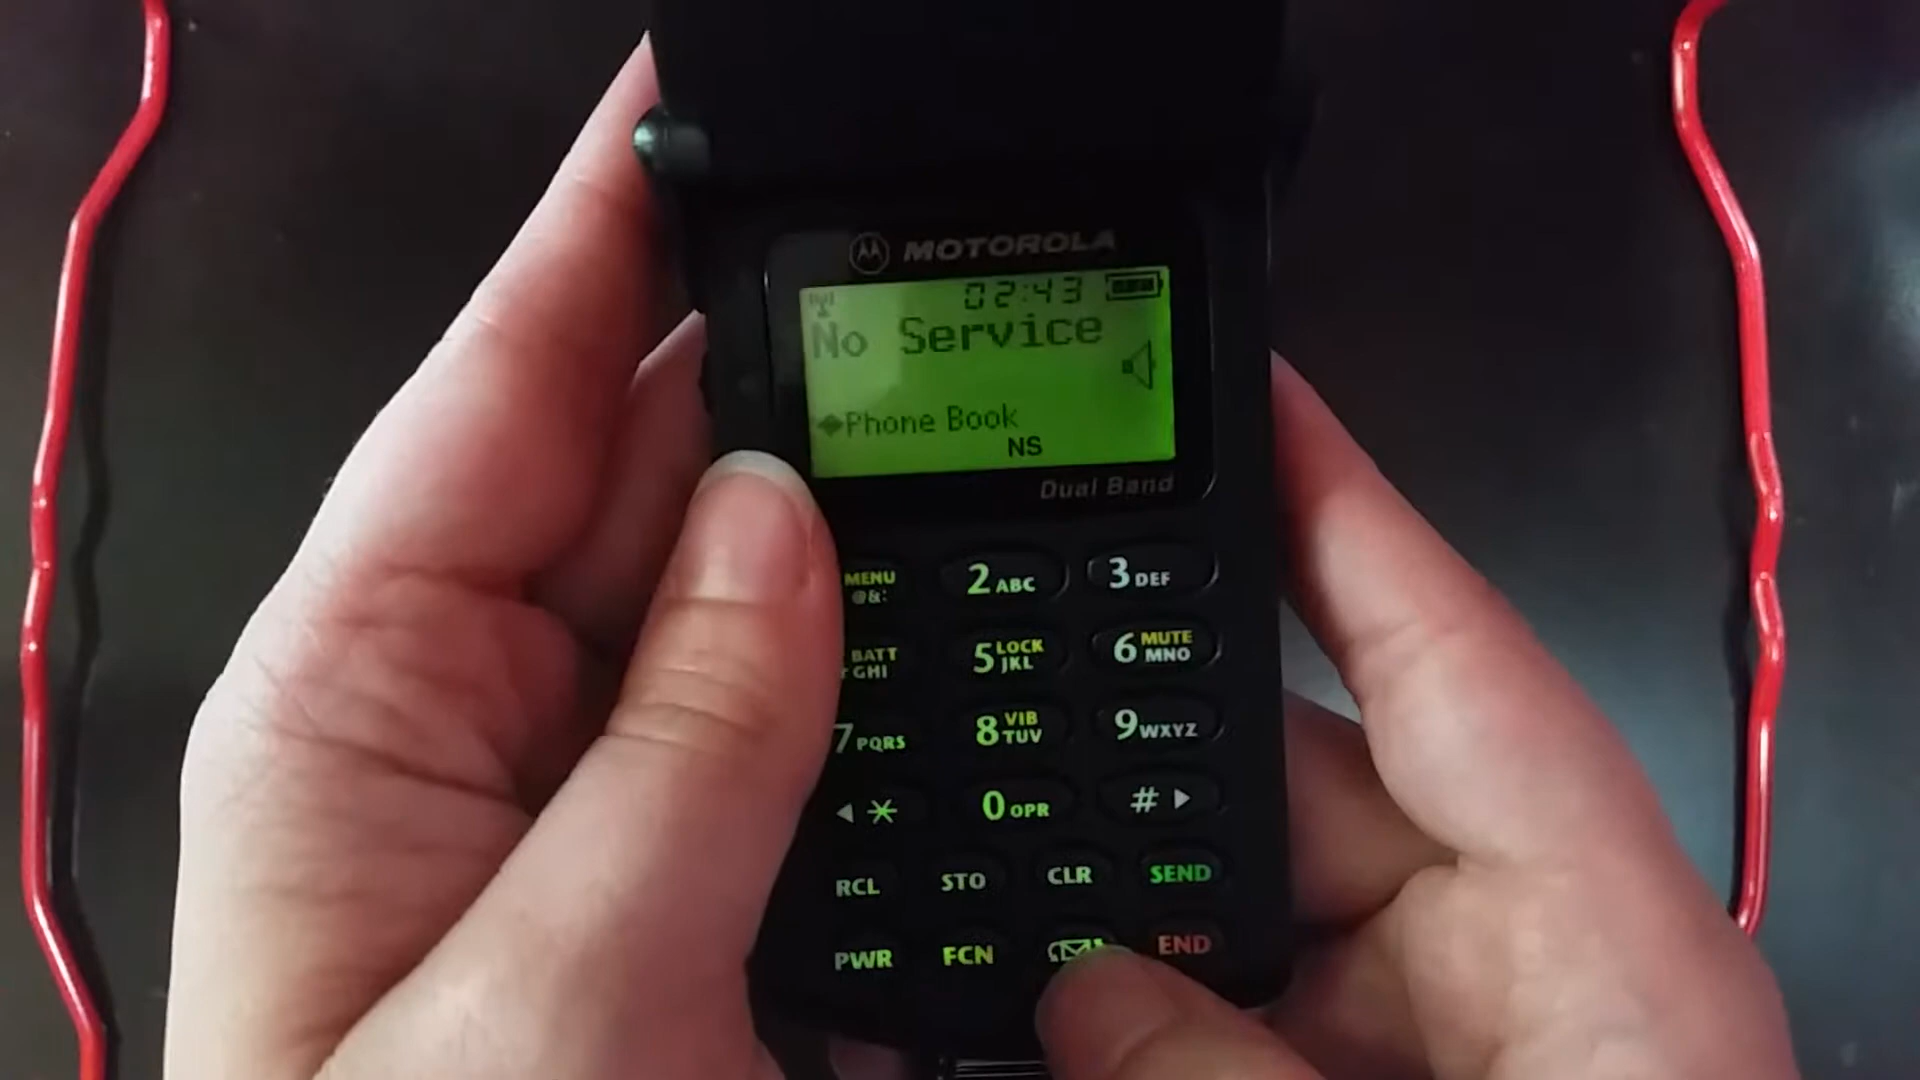 MOTOROLA
02:43
No Service
Phone Book
NS
Dual Band
MENU @&:
2 ABC
3 DEF
BATT GHI
5 LOCK JKL
6 MUTE MNO
7 PQRS
8 VIB TUV
9 WXYZ
*
0 OPR
#
RCL STO CLR SEND
PWR FCN END